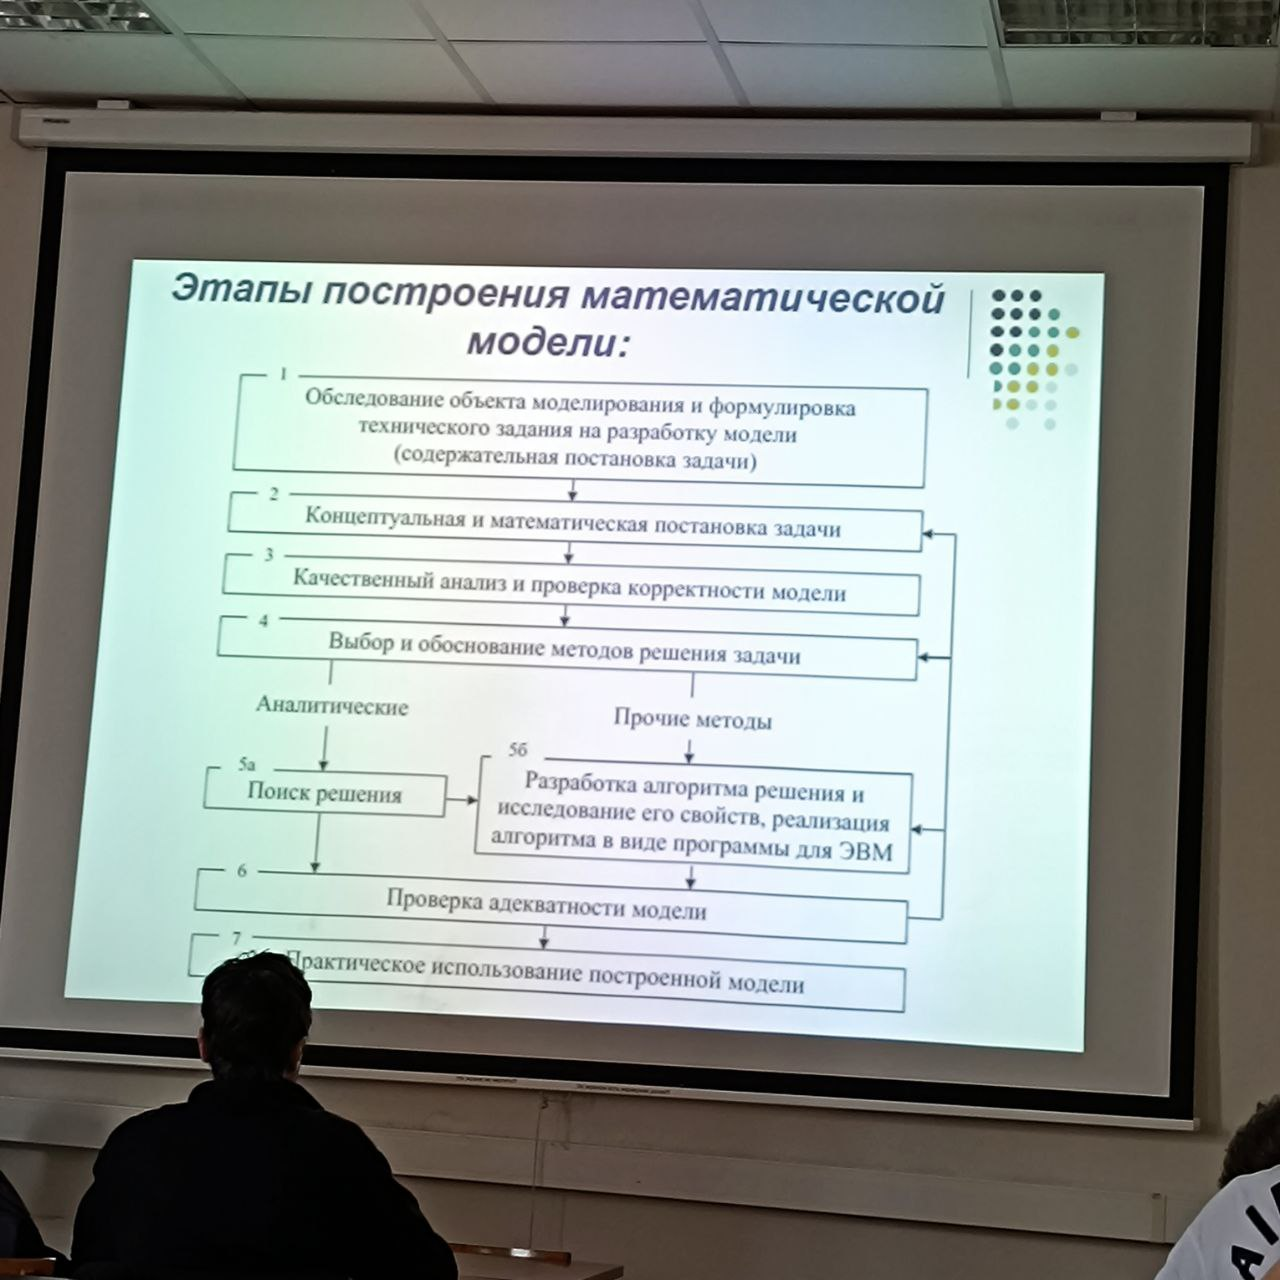 Этапы построения математической
модели:
1
Обследование объекта моделирования и формулировка
технического задания на разработку модели
(содержательная постановка задачи)
2
Концептуальная и математическая постановка задачи
3
Качественный анализ и проверка корректности модели
4
Выбор и обоснование методов решения задачи
Аналитические
Прочие методы
5а
Поиск решения
5б
Разработка алгоритма решения и
исследование его свойств, реализация
алгоритма в виде программы для ЭВМ
6
Проверка адекватности модели
7
Практическое использование построенной модели